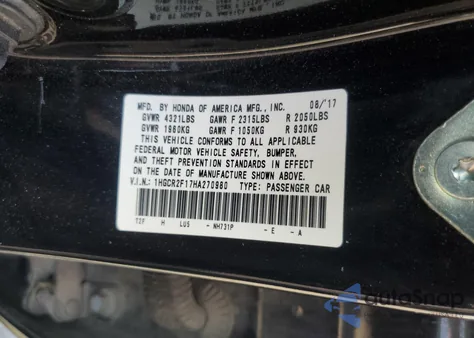 MFD. BY HONDA OF AMERICA MFG., INC. 08/'17
GVWR 4321LBS GAWR F 2315LBS R 2050LBS
GVWR 1960KG GAWR F 1050KG R 930KG
THIS VEHICLE CONFORMS TO ALL APPLICABLE
FEDERAL MOTOR VEHICLE SAFETY, BUMPER,
AND THEFT PREVENTION STANDARDS IN EFFECT
ON THE DATE OF MANUFACTURE SHOWN ABOVE.
V.I.N.: 1HGCR2F17HA270980 TYPE: PASSENGER CAR
T2F H LU5 - NH731P - E - A
autoSnap